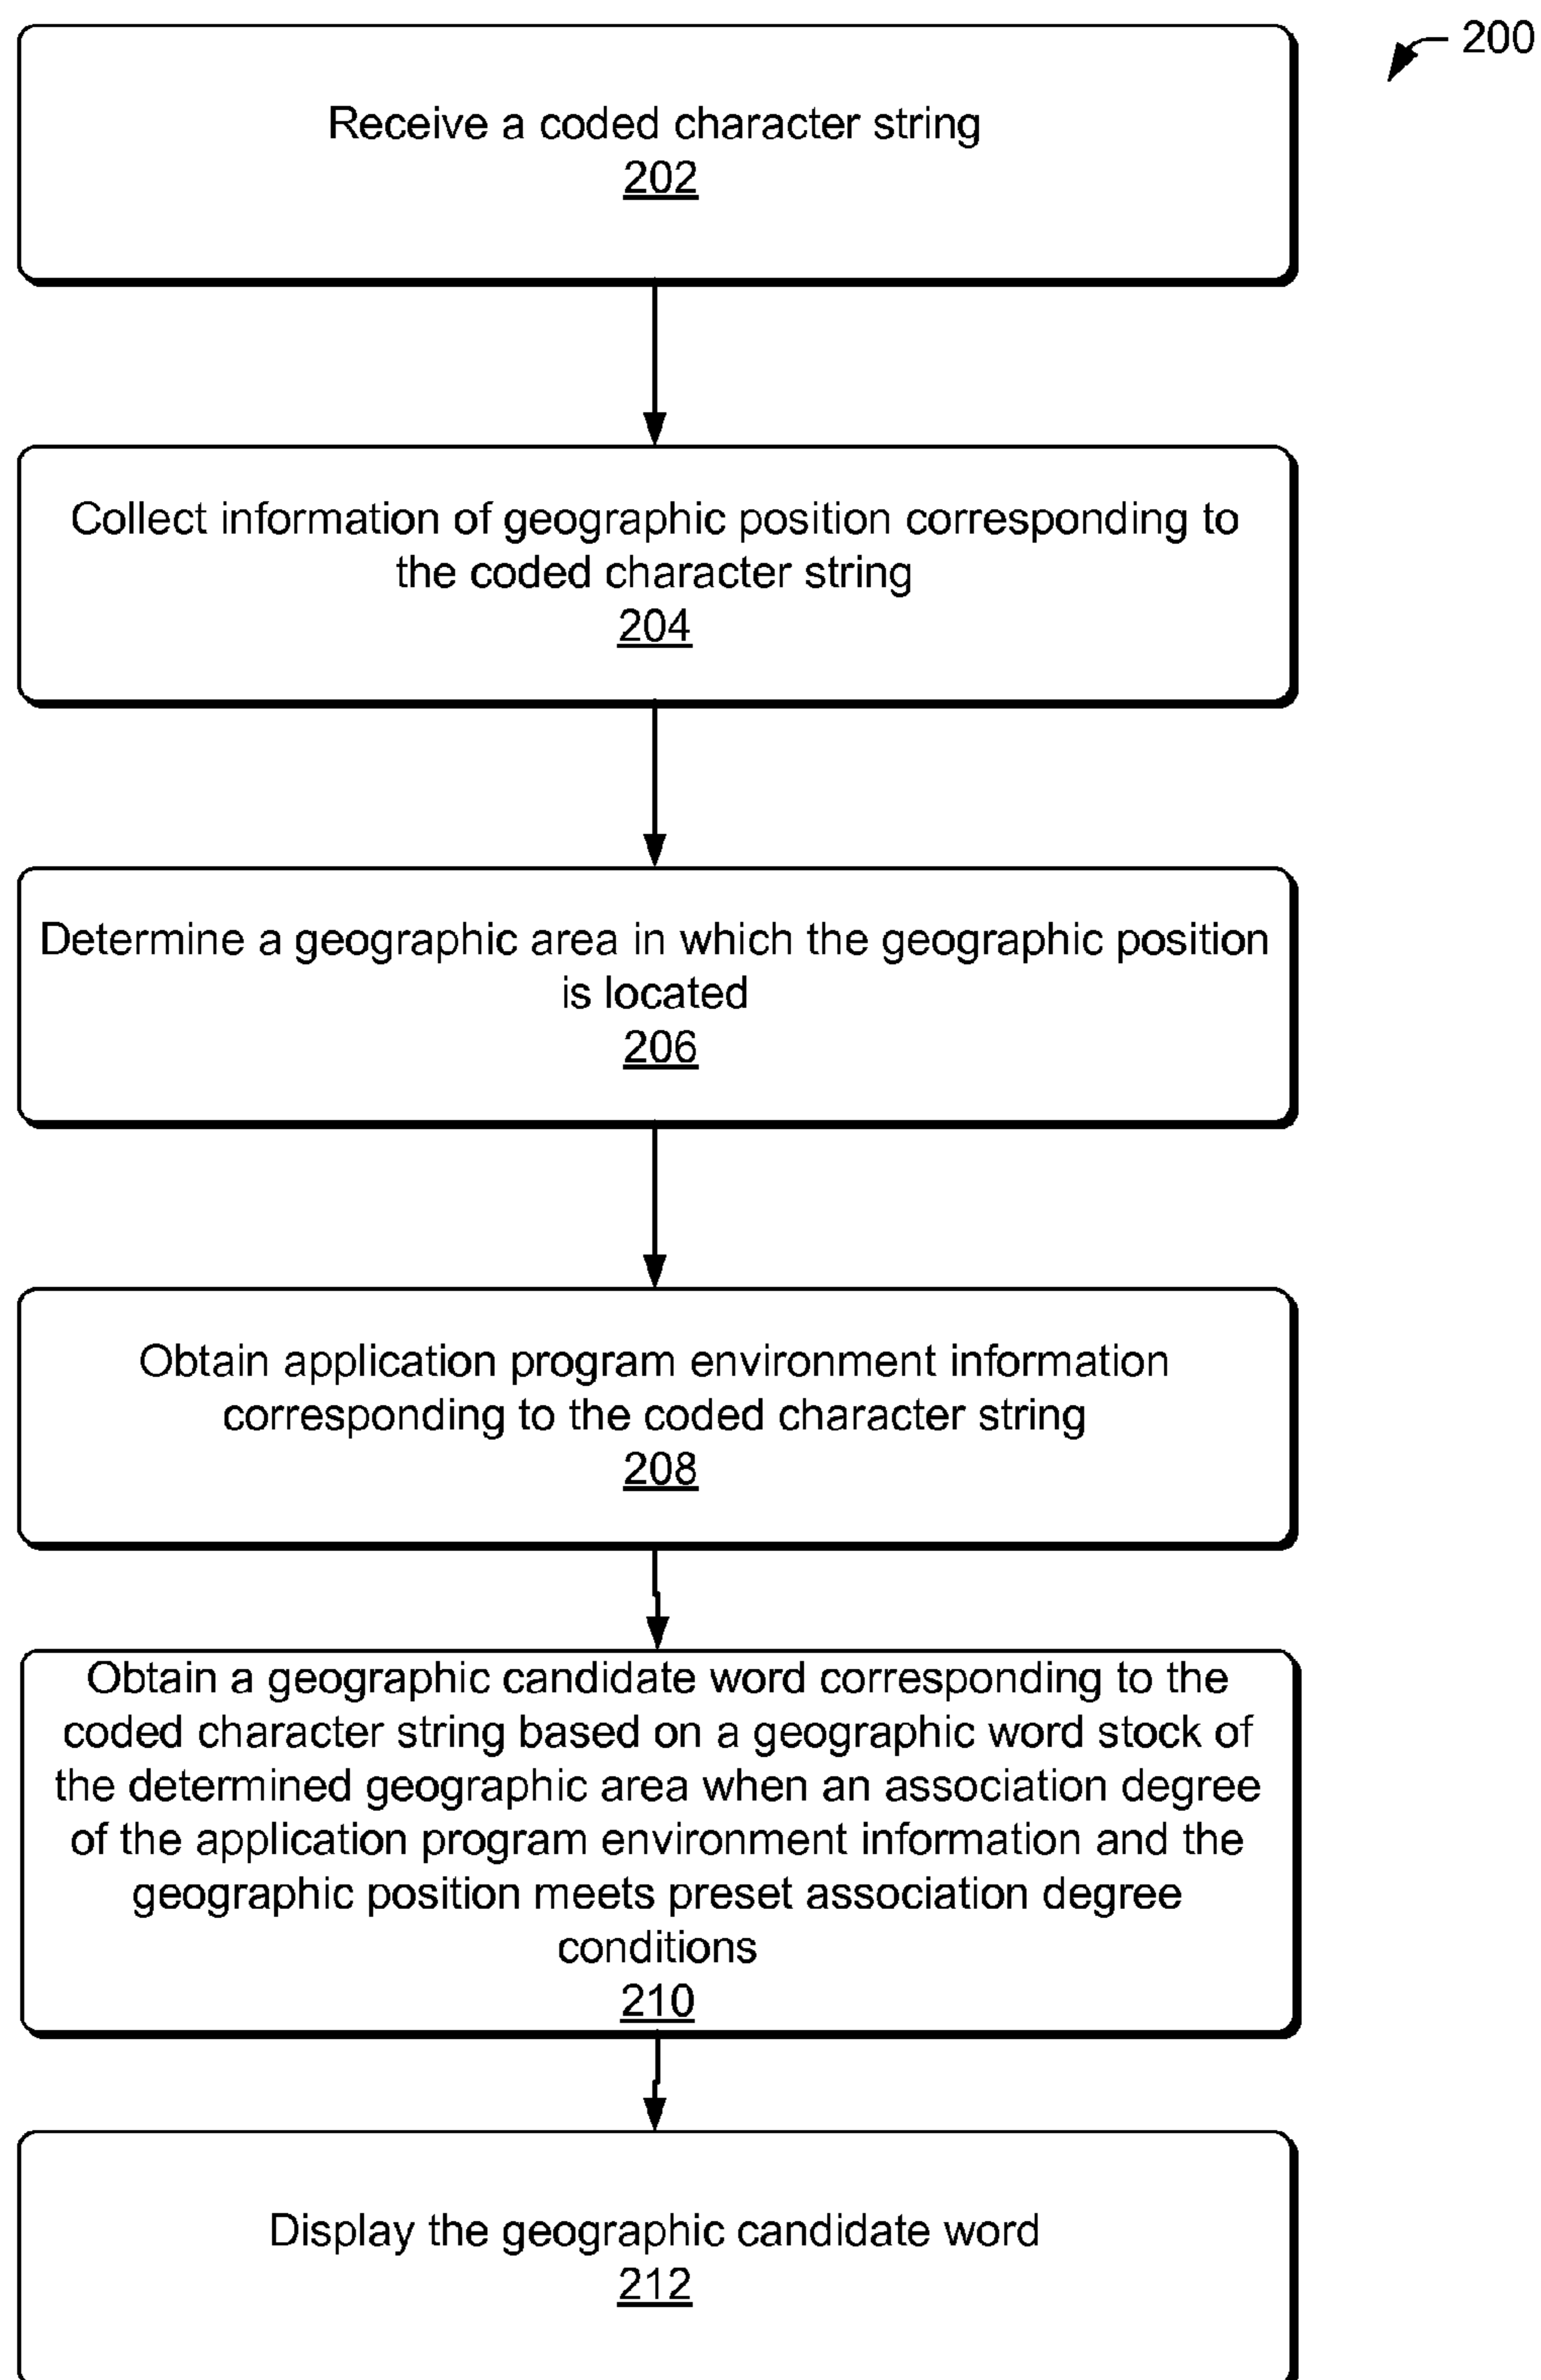 200
Receive a coded character string
202
Collect information of geographic position corresponding to
the coded character string
204
Determine a geographic area in which the geographic position
is located
206
Obtain application program environment information
corresponding to the coded character string
208
Obtain a geographic candidate word corresponding to the
coded character string based on a geographic word stock of
the determined geographic area when an association degree
of the application program environment information and the
geographic position meets preset association degree
conditions
210
Display the geographic candidate word
212